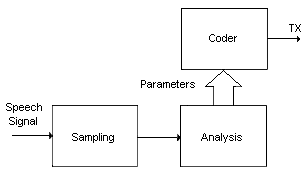 Coder
TX
Parameters
Speech
Signal
Sampling
Analysis